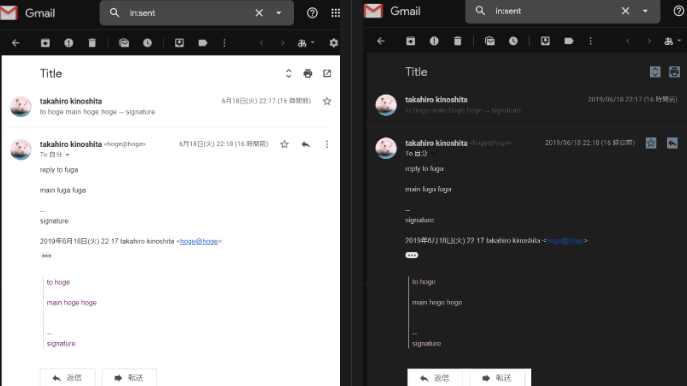 Gmail
in:sent
あ
Title
takahiro kinoshita
6月18日(火) 22:17 (16 時間前)
to hoge main hoge hoge -- signature
takahiro kinoshita <hoge@hoge>
6月18日(火) 22:18 (16 時間前)
To 自分
reply to fuga
main fuga fuga
--
signature
2019年6月18日(火) 22:17 takahiro kinoshita <hoge@hoge>:
to hoge
main hoge hoge
--
signature
返信
転送
Gmail
in:sent
あ
Title
takahiro kinoshita
2019/06/18 22:17 (16 時間前)
to hoge main hoge hoge -- signature
takahiro kinoshita <hoge@hoge>
2019/06/18 22:18 (16 時間前)
To 自分
reply to fuga
main fuga fuga
--
signature
2019年6月18日(火) 22:17 takahiro kinoshita <hoge@hoge>:
to hoge
main hoge hoge
--
signature
返信
転送